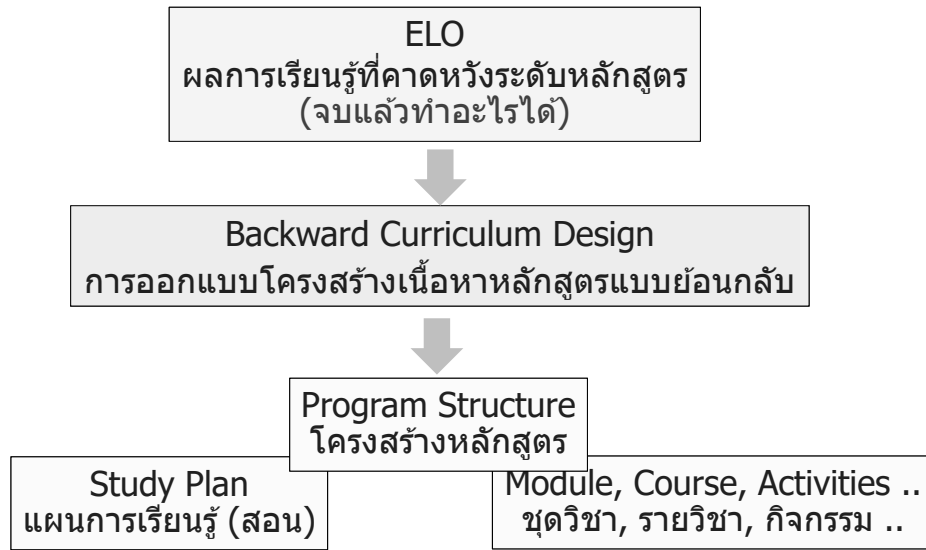 ELO
ผลการเรียนรู้ที่คาดหวังระดับหลักสูตร
(จบแล้วทำอะไรได้)
Backward Curriculum Design
การออกแบบโครงสร้างเนื้อหาหลักสูตรแบบย้อนกลับ
Program Structure
โครงสร้างหลักสูตร
Study Plan
แผนการเรียนรู้ (สอน)
Module, Course, Activities ..
ชุดวิชา, รายวิชา, กิจกรรม ..